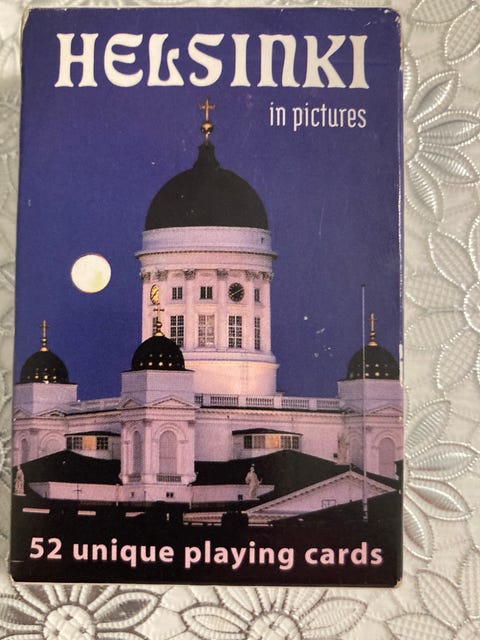 HELSINKI
in pictures
52 unique playing cards